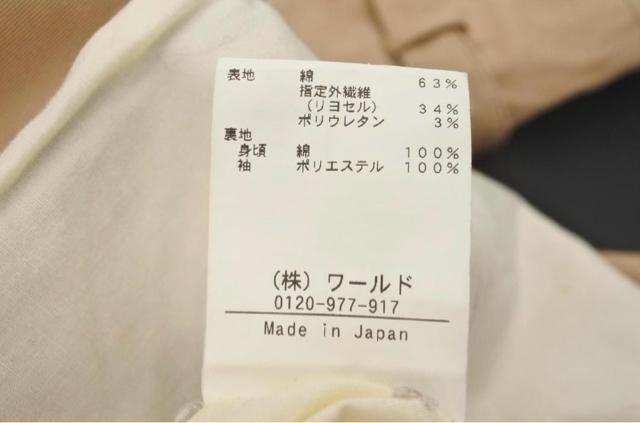 表地 綿 63%
指定外繊維
(リヨセル) 34%
ポリウレタン 3%
裏地
身頃 綿 100%
袖 ポリエステル 100%
(株) ワールド
0120-977-917
Made in Japan